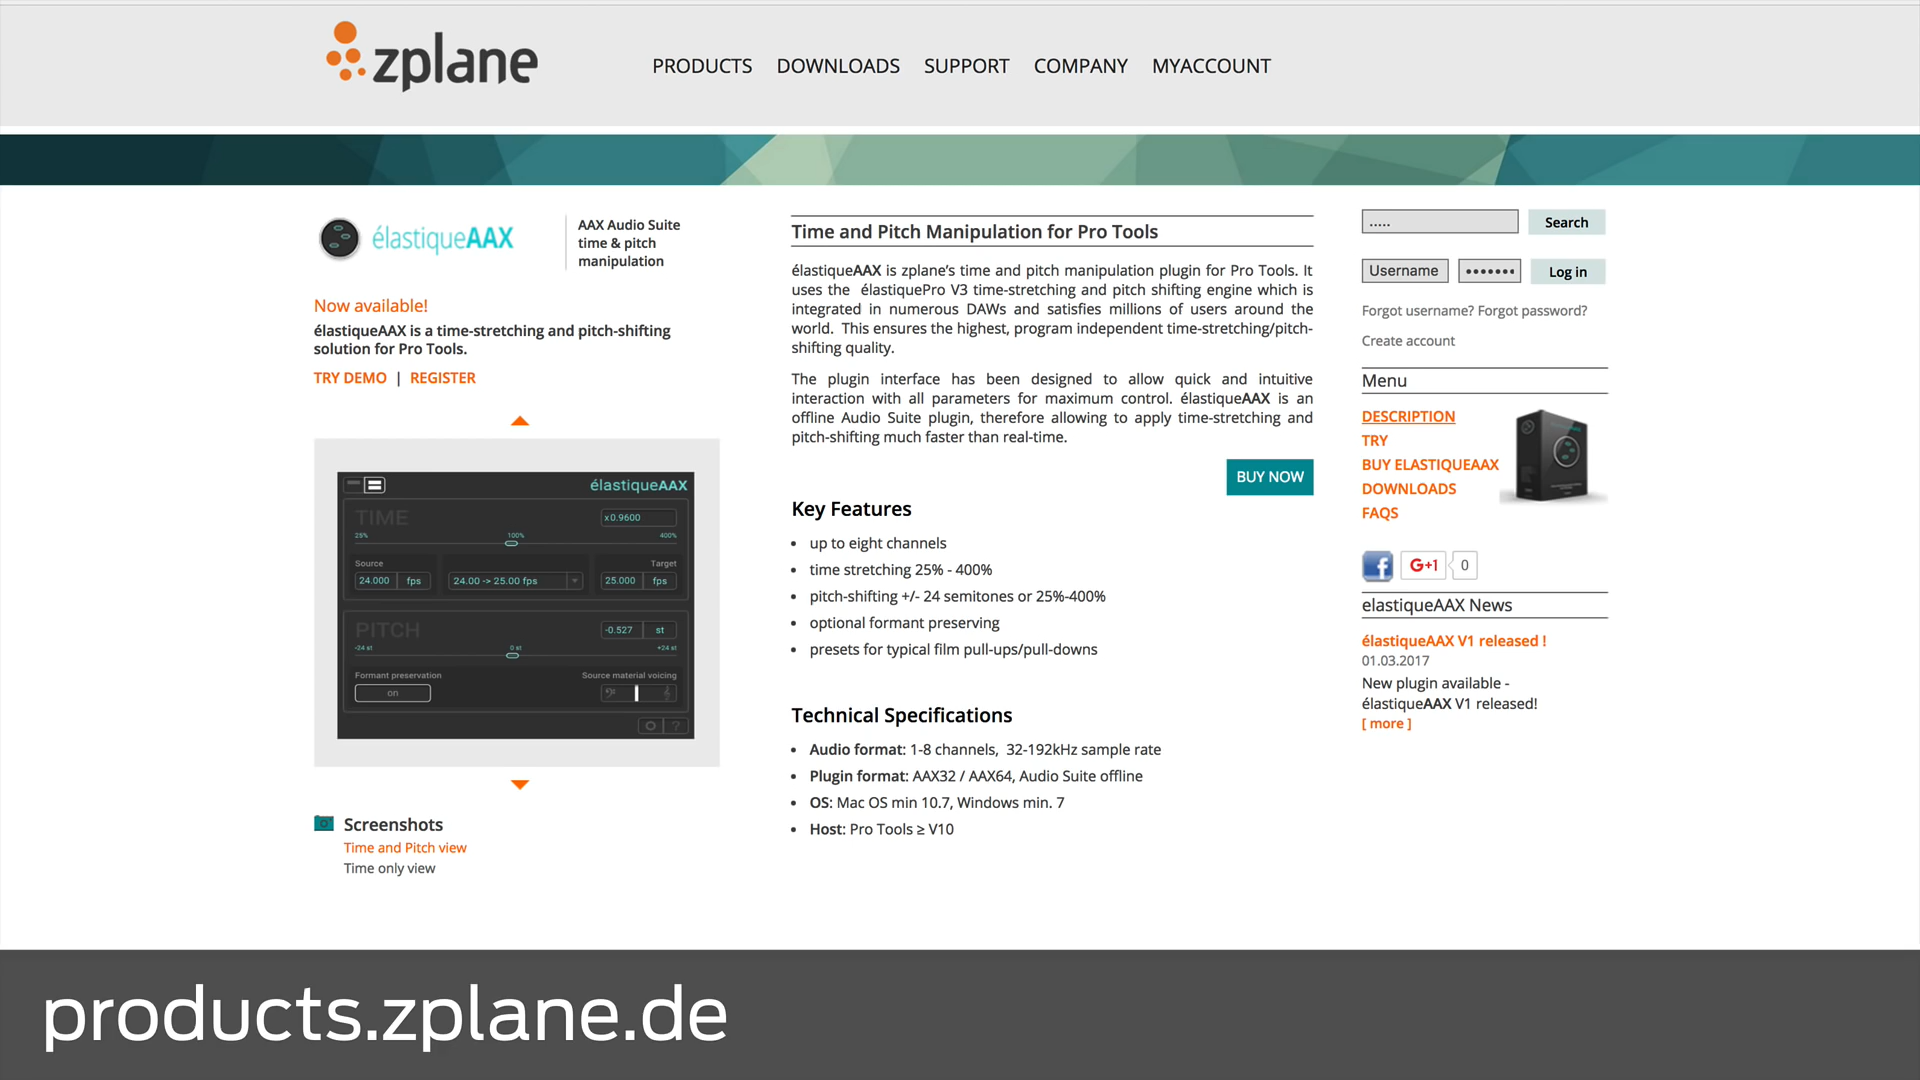 zplane
PRODUCTS DOWNLOADS SUPPORT COMPANY MYACCOUNT
élastiqueAAX
AAX Audio Suite
time & pitch
manipulation
Now available!
élastiqueAAX is a time-stretching and pitch-shifting
solution for Pro Tools.
TRY DEMO | REGISTER
élastiqueAAX
TIME
x0.9600
25% 100% 400%
Source Target
24.000 fps 24.00 -> 25.00 fps 25.000 fps
PITCH
-0.527 st
-24 st 0 st +24 st
Formant preservation Source material voicing
on
?
Screenshots
Time and Pitch view
Time only view
Time and Pitch Manipulation for Pro Tools
élastiqueAAX is zplane's time and pitch manipulation plugin for Pro Tools. It
uses the élastiquePro V3 time-stretching and pitch shifting engine which is
integrated in numerous DAWs and satisfies millions of users around the
world. This ensures the highest, program independent time-stretching/pitch-
shifting quality.
The plugin interface has been designed to allow quick and intuitive
interaction with all parameters for maximum control. élastiqueAAX is an
offline Audio Suite plugin, therefore allowing to apply time-stretching and
pitch-shifting much faster than real-time.
BUY NOW
Key Features
• up to eight channels
• time stretching 25% - 400%
• pitch-shifting +/- 24 semitones or 25%-400%
• optional formant preserving
• presets for typical film pull-ups/pull-downs
Technical Specifications
• Audio format: 1-8 channels, 32-192kHz sample rate
• Plugin format: AAX32 / AAX64, Audio Suite offline
• OS: Mac OS min 10.7, Windows min. 7
• Host: Pro Tools ≥ V10
..... Search
Username ••••••• Log in
Forgot username? Forgot password?
Create account
Menu
DESCRIPTION
TRY
BUY ELASTIQUEAAX
DOWNLOADS
FAQS
f G+1 0
elastiqueAAX News
élastiqueAAX V1 released !
01.03.2017
New plugin available -
élastiqueAAX V1 released!
[ more ]
products.zplane.de